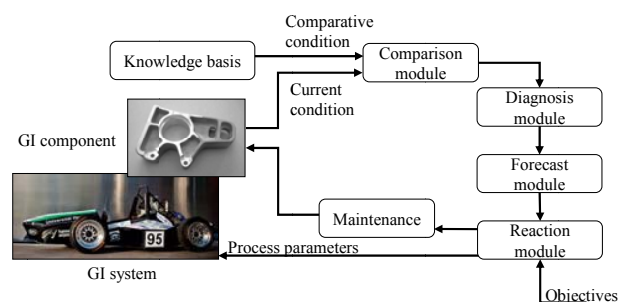 Comparative
condition
Knowledge basis
Comparison
module
Current
condition
Diagnosis
module
GI component
Forecast
module
Maintenance
Reaction
module
95
Process parameters
GI system
Objectives